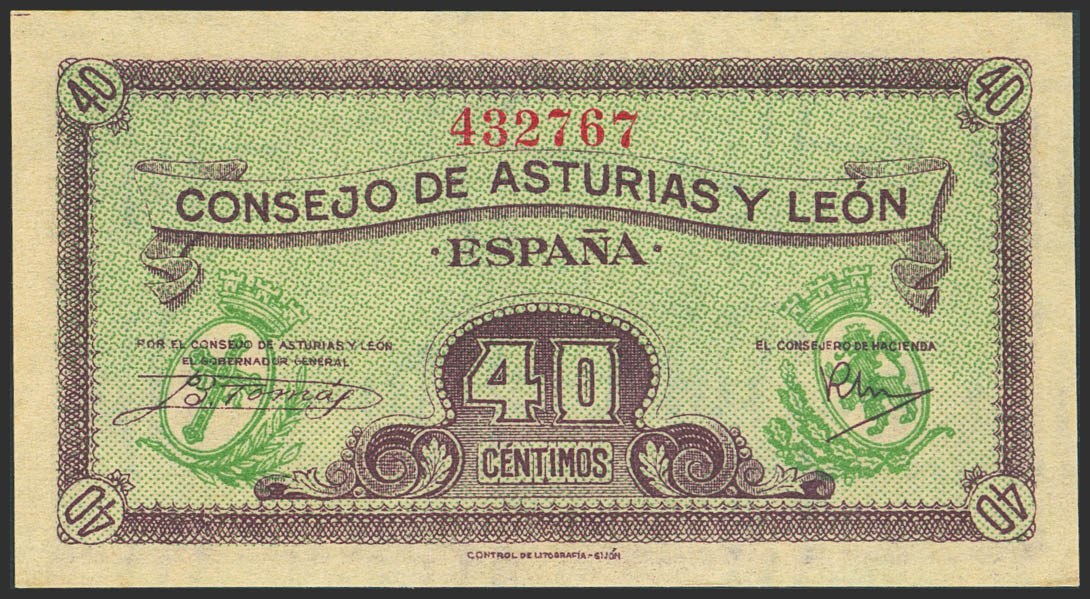 40 40
432767
CONSEJO DE ASTURIAS Y LEÓN
·ESPAÑA·
POR EL CONSEJO DE ASTURIAS Y LEÓN
EL GOBERNADOR GENERAL
EL CONSEJERO DE HACIENDA
B Tomás
40
CÉNTIMOS
40 40
CONTROL DE LITOGRAFÍA-GIJÓN